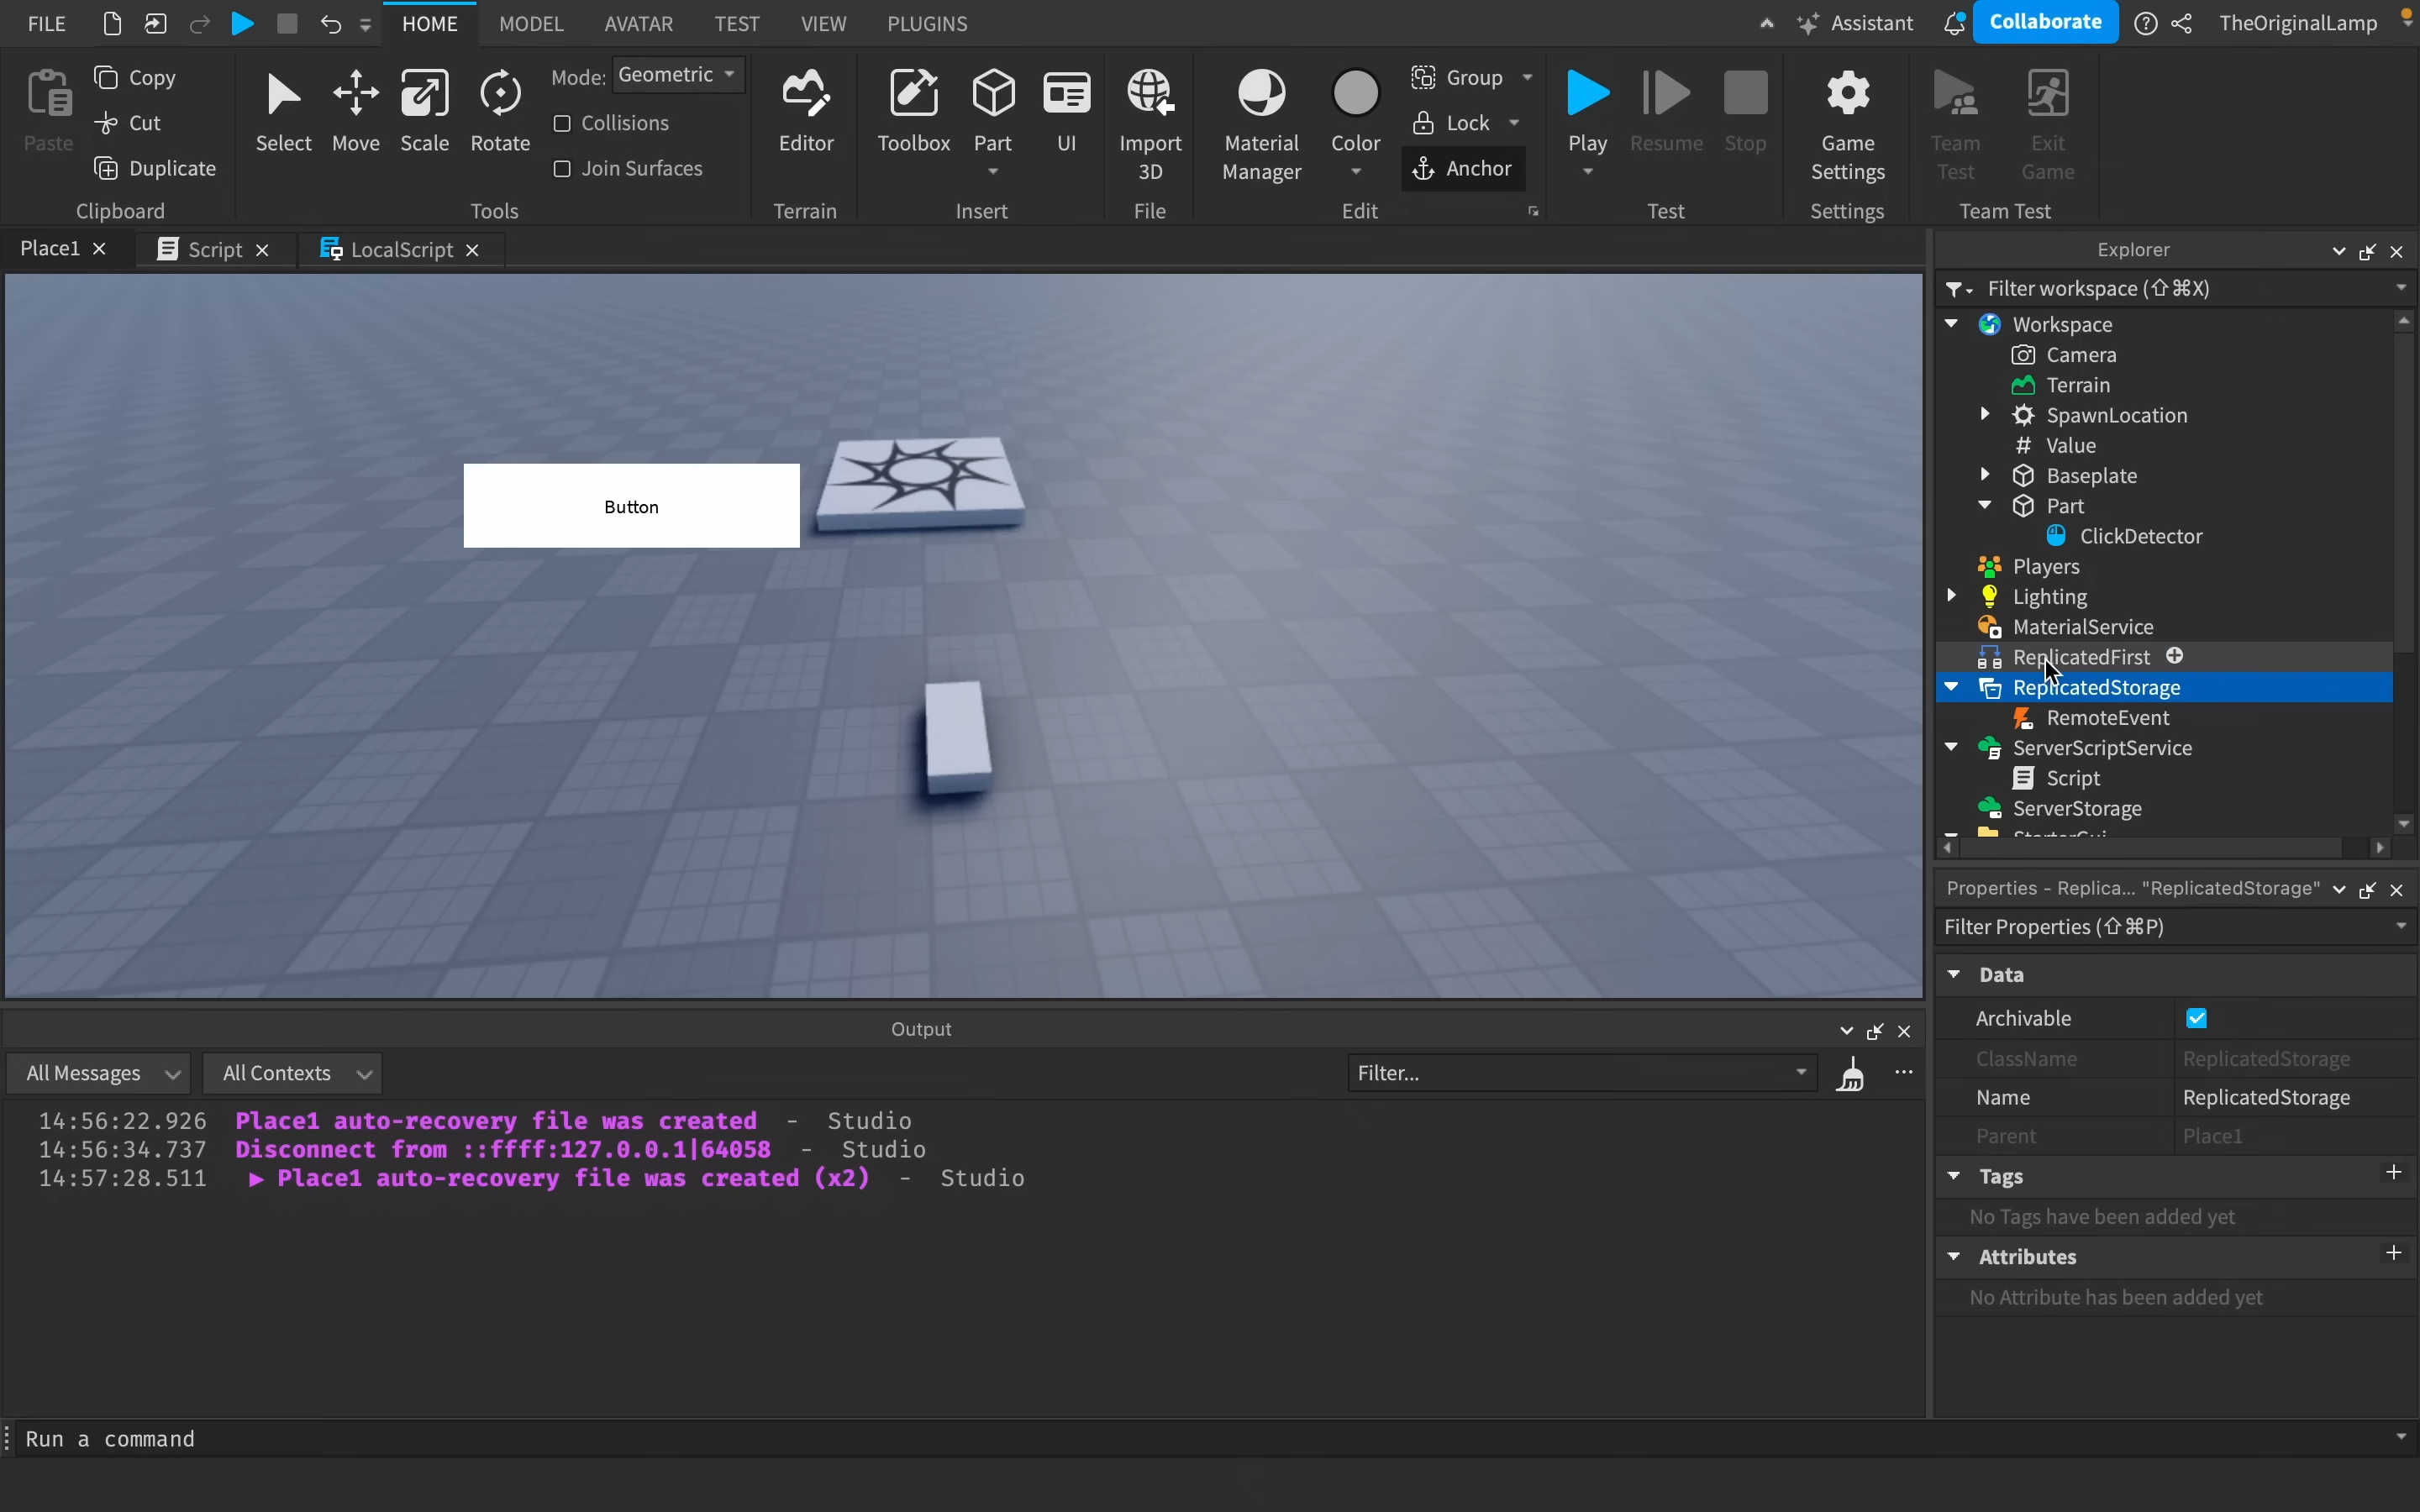 FILE
HOME
MODEL
AVATAR
TEST
VIEW
PLUGINS
Assistant
Collaborate
TheOriginalLamp
Paste
Copy
Cut
Duplicate
Clipboard
Select
Move
Scale
Rotate
Mode: Geometric
Collisions
Join Surfaces
Tools
Editor
Terrain
Toolbox
Part
UI
Insert
Import
3D
File
Material
Manager
Color
Group
Lock
Anchor
Edit
Play
Resume
Stop
Test
Game
Settings
Settings
Team
Test
Exit
Game
Team Test
Place1
Script
LocalScript
Button
Explorer
Filter workspace (⇧⌘X)
Workspace
Camera
Terrain
SpawnLocation
Value
Baseplate
Part
ClickDetector
Players
Lighting
MaterialService
ReplicatedFirst
ReplicatedStorage
RemoteEvent
ServerScriptService
Script
ServerStorage
StarterGui
Properties - Replica... "ReplicatedStorage"
Filter Properties (⇧⌘P)
Data
Archivable
ClassName ReplicatedStorage
Name ReplicatedStorage
Parent Place1
Tags
No Tags have been added yet
Attributes
No Attribute has been added yet
Output
All Messages
All Contexts
Filter...
14:56:22.926 Place1 auto-recovery file was created - Studio
14:56:34.737 Disconnect from ::ffff:127.0.0.1|64058 - Studio
14:57:28.511 ▶ Place1 auto-recovery file was created (x2) - Studio
Run a command